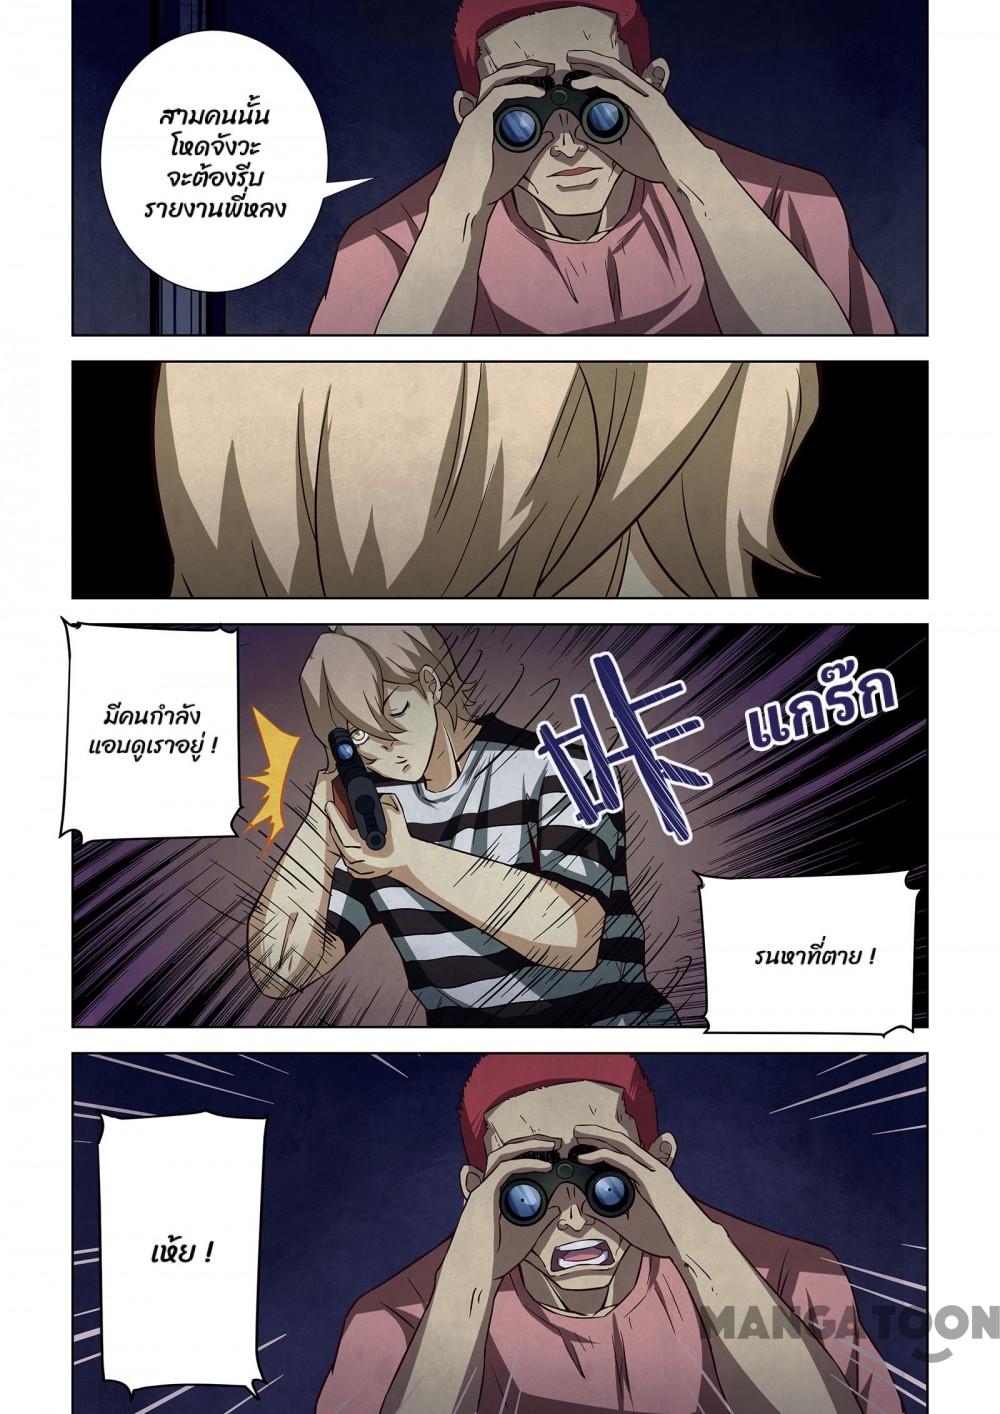 สามคนนั้น
โหดจังวะ
จะต้องรีบ
รายงานพี่หลง
มีคนกำลัง
แอบดูเราอยู่ !
咔
แกร๊ก
รนหาที่ตาย !
เห้ย !
MANGATOON